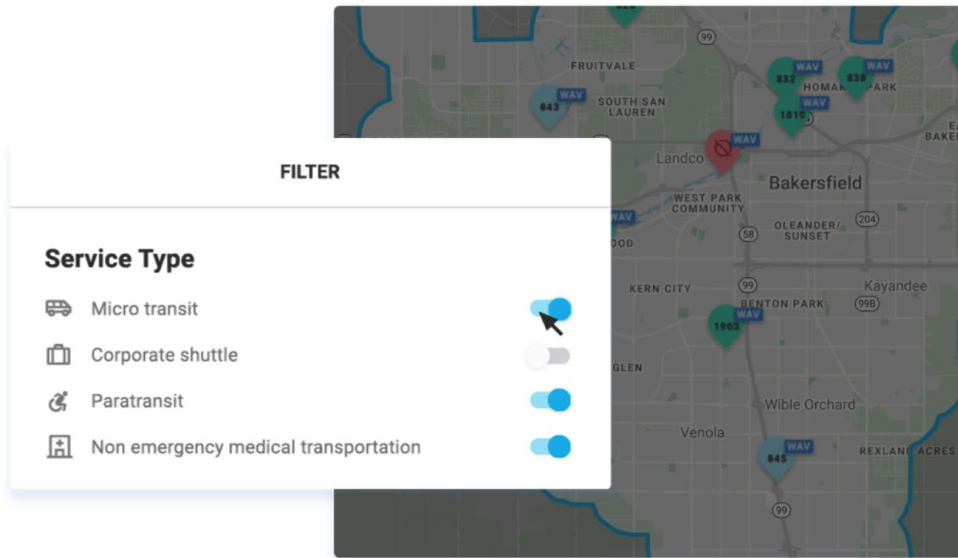 FILTER
Service Type
Micro transit
Corporate shuttle
Paratransit
Non emergency medical transportation
99
FRUITVALE
WAV
843
SOUTH SAN
LAUREN
832
WAV
838
WAV
PARK
1810
WAV
WAV
Landco
Bakersfield
WEST PARK
COMMUNITY
WAV
58
OLEANDER/
SUNSET
204
KERN CITY
99
Kayandee
BENTON PARK
99B
WAV
1903
GLEN
Wible Orchard
Venola
845
WAV
REXLAND ACRES
99